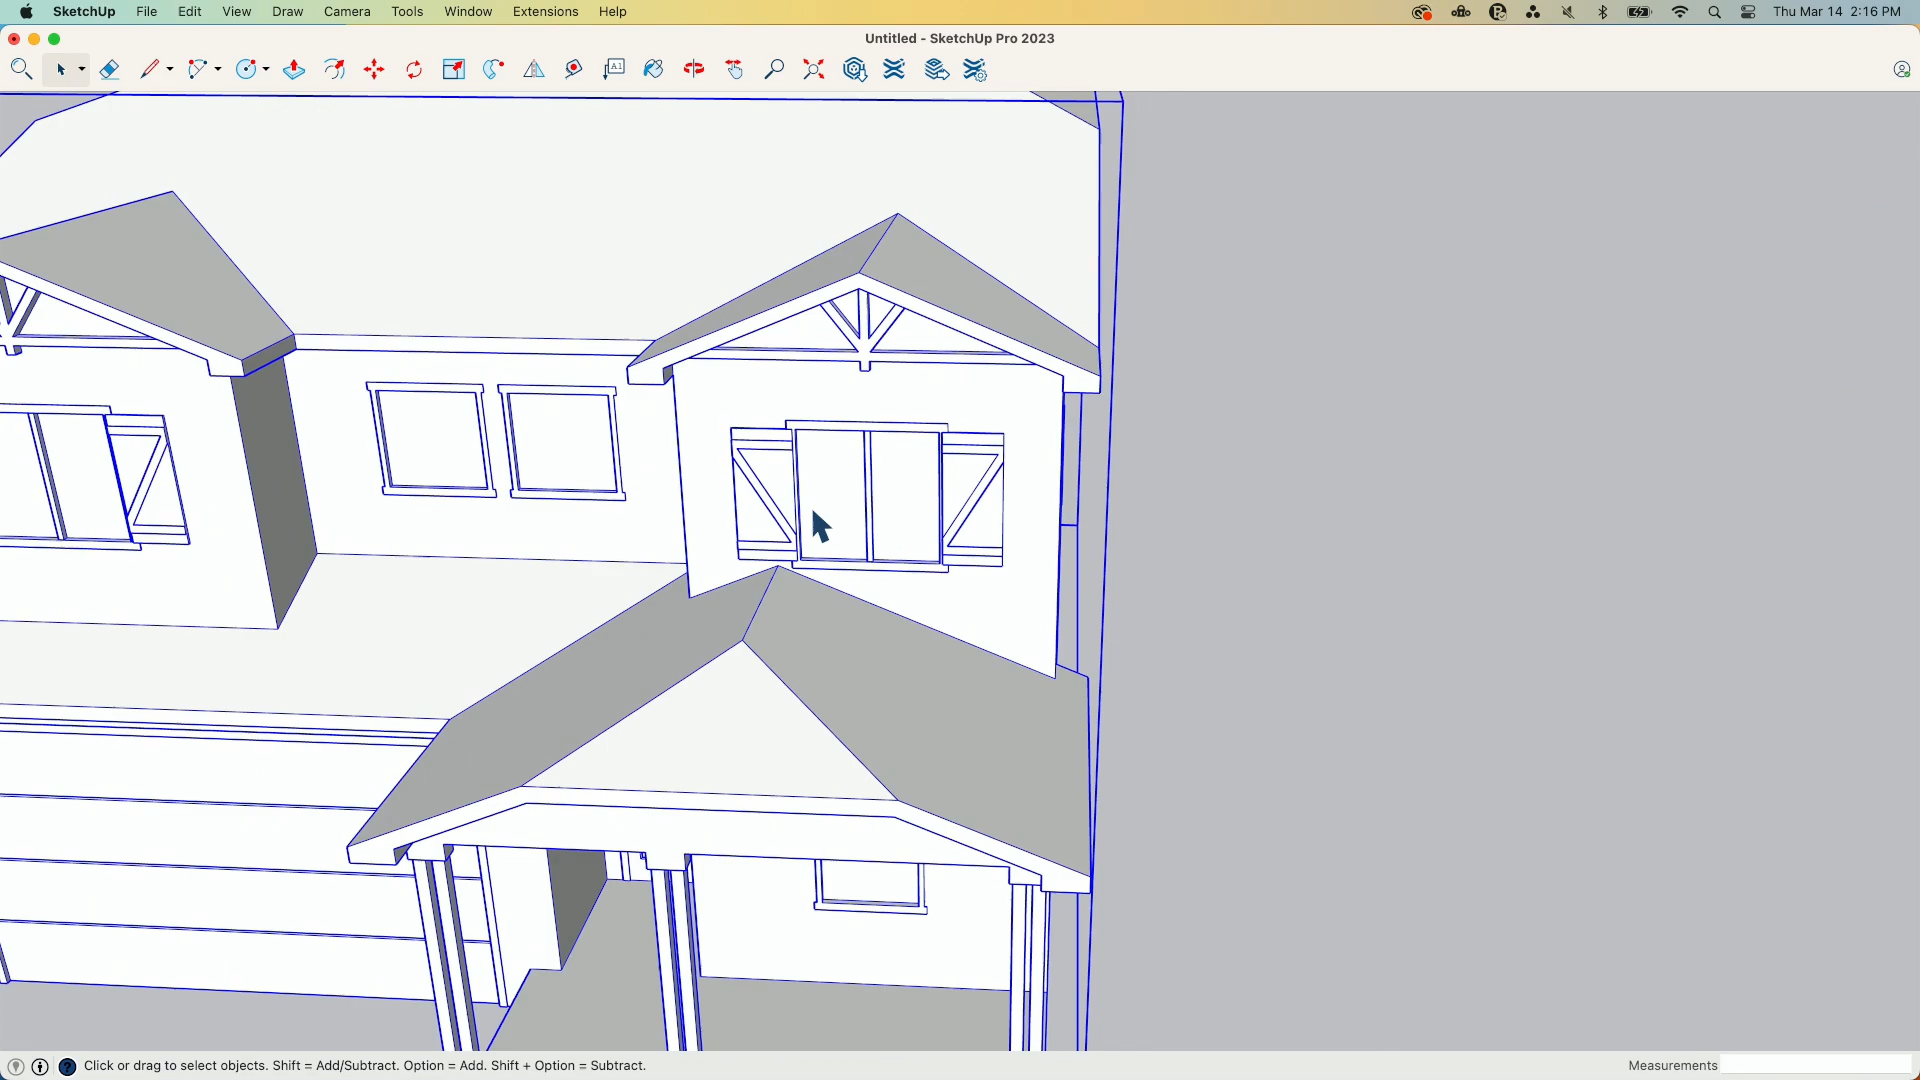 SketchUp File Edit View Draw Camera Tools Window Extensions Help Thu Mar 14 2:16 PM
Untitled - SketchUp Pro 2023
A1
Click or drag to select objects. Shift = Add/Subtract. Option = Add. Shift + Option = Subtract. Measurements